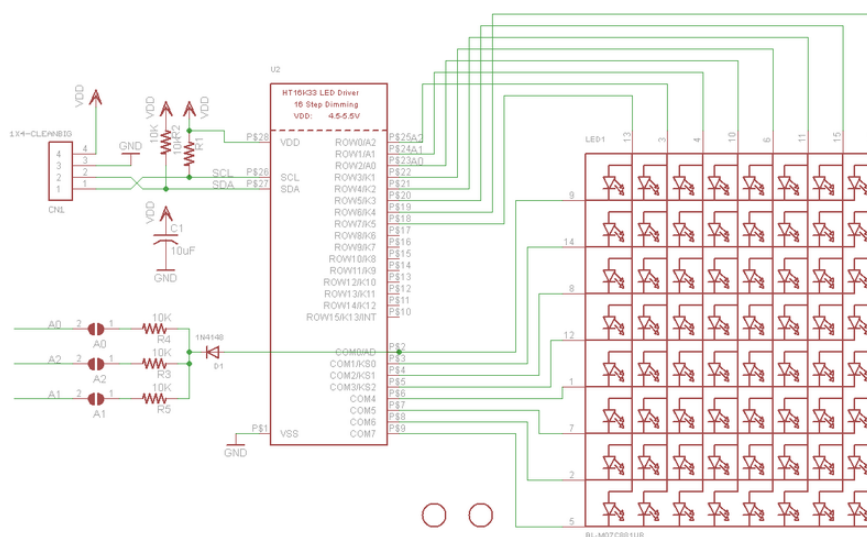 U2
HT16K33 LED Driver
16 Step Dimming
VDD: 4.5-5.5V
VDD
1X4-CLEANBIG
4
3
2
1
CN1
GND
VDD
VDD
10K
R2
10K
R1
SCL
SDA
VDD
C1
10uF
GND
P$28 VDD
P$26 SCL
P$27 SDA
P$1 VSS
GND
ROW0/A2 P$25 A2
ROW1/A1 P$24 A1
ROW2/A0 P$23 A0
ROW3/K1 P$22
ROW4/K2 P$21
ROW5/K3 P$20
ROW6/K4 P$19
ROW7/K5 P$18
ROW8/K6 P$17
ROW9/K7 P$16
ROW10/K8 P$15
ROW11/K9 P$14
ROW12/K10 P$13
ROW13/K11 P$12
ROW14/K12 P$11
ROW15/K13/INT P$10
COM0/AD P$2
COM1/KS0 P$3
COM2/KS1 P$4
COM3/KS2 P$5
COM4 P$6
COM5 P$7
COM6 P$8
COM7 P$9
A0 2 1 10K
A0 R4
A2 2 1 10K
A2 R3
A1 2 1 10K
A1 R5
1N4148
D1
LED1
13 3 4 10 6 11 15
9
14
8
12
1
7
2
5